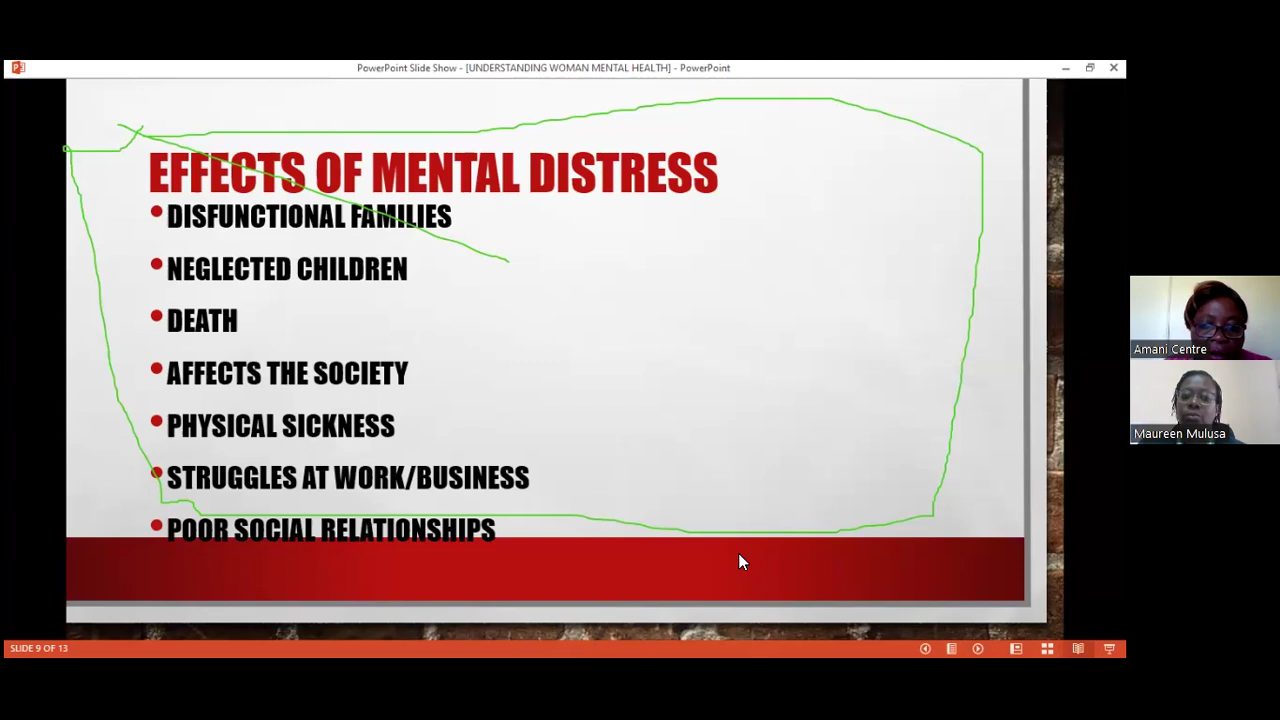 PowerPoint Slide Show - [UNDERSTANDING WOMAN MENTAL HEALTH] - PowerPoint
EFFECTS OF MENTAL DISTRESS
• DISFUNCTIONAL FAMILIES
• NEGLECTED CHILDREN
• DEATH
• AFFECTS THE SOCIETY
• PHYSICAL SICKNESS
• STRUGGLES AT WORK/BUSINESS
• POOR SOCIAL RELATIONSHIPS
Amani Centre
Maureen Mulusa
SLIDE 9 OF 13